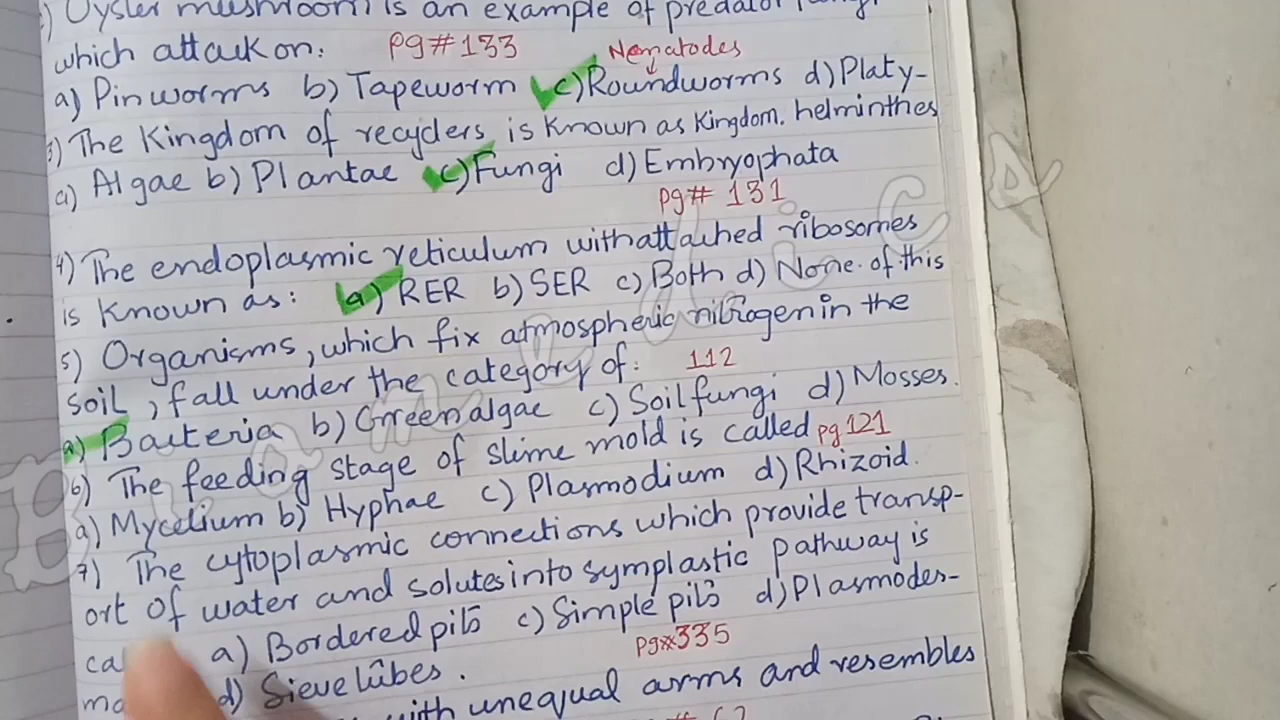 Oyster mushroom is an example of predator fungi
which attack on: Pg# 133 Nematodes
a) Pinworms b) Tapeworm c) Roundworms d) Platy-
3) The Kingdom of recyclers is known as Kingdom. helminthes
a) Algae b) Plantae c) Fungi d) Embryophata
Pg# 131
4) The endoplasmic reticulum with attached ribosomes
is known as: a) RER b) SER c) Both d) None of this
5) Organisms, which fix atmospheric nitrogen in the
soil, fall under the category of: 112
a) Bacteria b) Green algae c) Soil fungi d) Mosses.
6) The feeding stage of slime mold is called pg 121
a) Mycelium b) Hyphae c) Plasmodium d) Rhizoid.
7) The cytoplasmic connections which provide transp-
ort of water and solutes into symplastic pathway is
a) Bordered pits c) Simple pits d) Plasmodes-
Pg#335
d) Sieve tubes.
with unequal arms and resembles